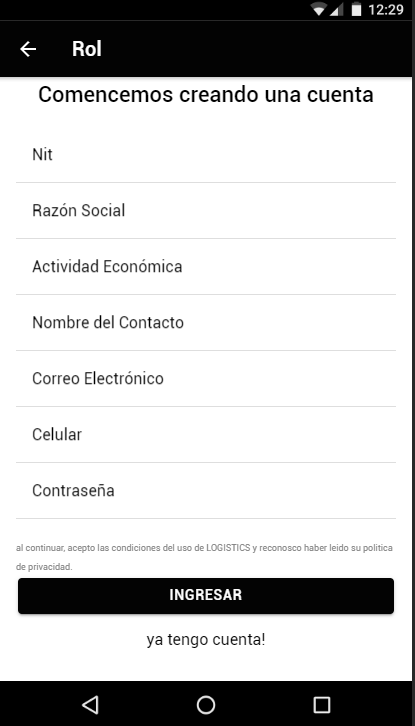 12:29
Rol
Comencemos creando una cuenta
Nit
Razón Social
Actividad Económica
Nombre del Contacto
Correo Electrónico
Celular
Contraseña
al continuar, acepto las condiciones del uso de LOGISTICS y reconosco haber leido su politica
de privacidad.
INGRESAR
ya tengo cuenta!